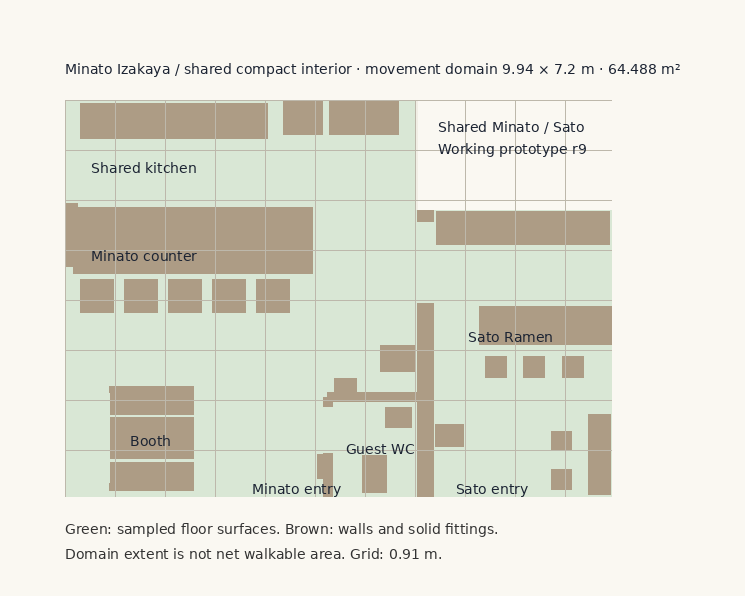 Minato Izakaya / shared compact interior · movement domain 9.94 × 7.2 m · 64.488 m²
Shared Minato / Sato
Working prototype r9
Shared kitchen
Minato counter
Sato Ramen
Booth
Guest WC
Minato entry
Sato entry
Green: sampled floor surfaces. Brown: walls and solid fittings.
Domain extent is not net walkable area. Grid: 0.91 m.